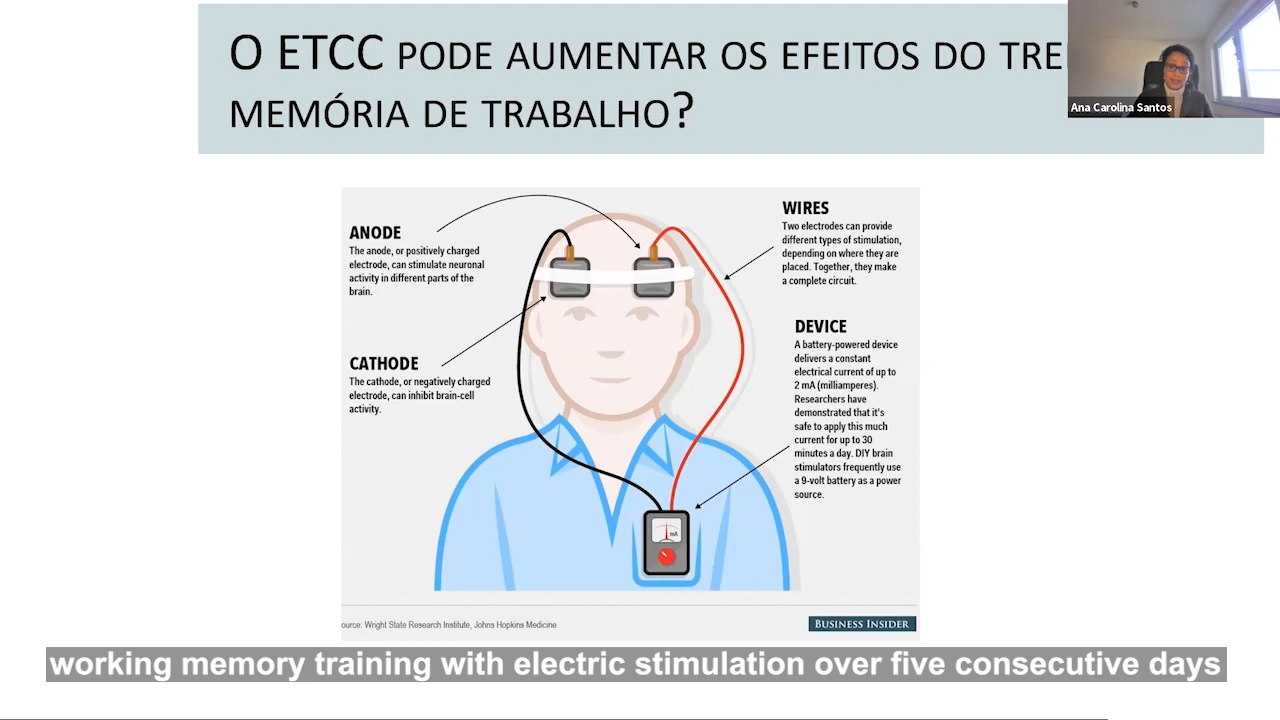 O ETCC PODE AUMENTAR OS EFEITOS DO
MEMÓRIA DE TRABALHO?
Ana Carolina Santos
ANODE
The anode, or positively charged
electrode, can stimulate neuronal
activity in different parts of the
brain.
CATHODE
The cathode, or negatively charged
electrode, can inhibit brain-cell
activity.
WIRES
Two electrodes can provide
different types of stimulation,
depending on where they are
placed. Together, they make
a complete circuit.
DEVICE
A battery-powered device
delivers a constant
electrical current of up to
2 mA (milliamperes).
Researchers have
demonstrated that it's
safe to apply this much
current for up to 30
minutes a day. DIY brain
stimulators frequently use
a 9-volt battery as a power
source.
mA
ource: Wright State Research Institute, Johns Hopkins Medicine
BUSINESS INSIDER
working memory training with electric stimulation over five consecutive days